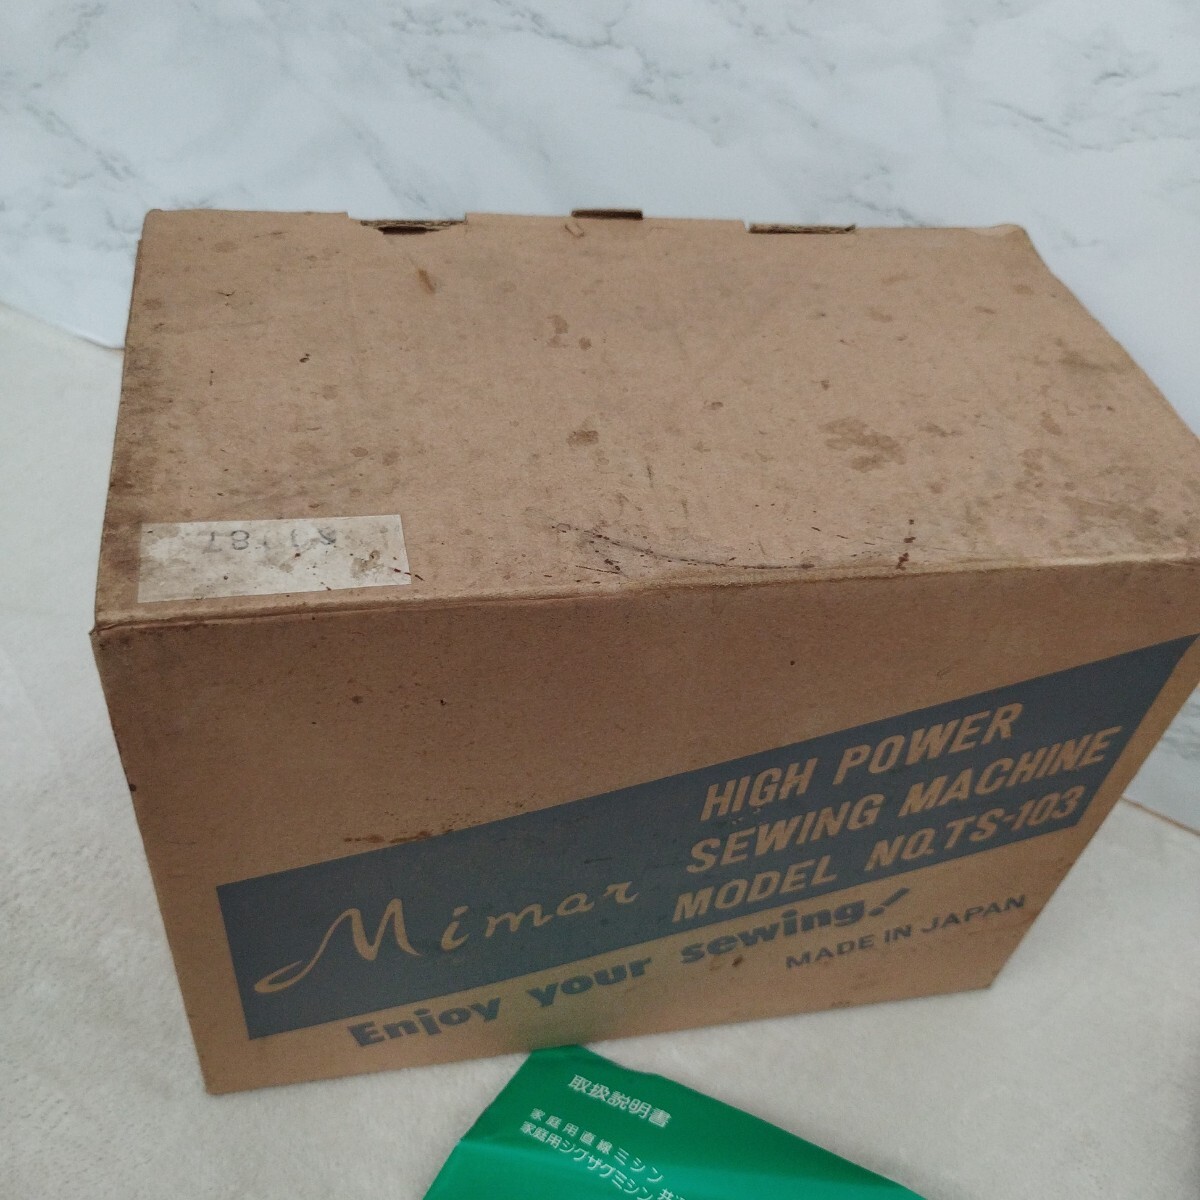 HIGH POWER
SEWING MACHINE
MODEL NO.TS-103
Mimar
Enjoy your sewing!
MADE IN JAPAN
取扱説明書
家庭用直線ミシン
家庭用ジグザグミシン